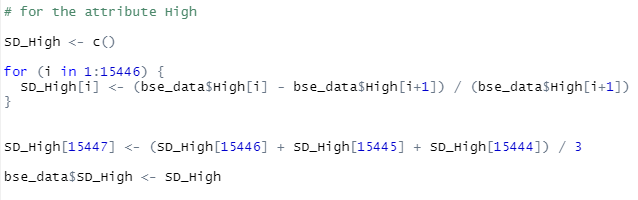 # for the attribute High
SD_High <- c()
for (i in 1:15446) {
  SD_High[i] <- (bse_data$High[i] - bse_data$High[i+1]) / (bse_data$High[i+1])
}
SD_High[15447] <- (SD_High[15446] + SD_High[15445] + SD_High[15444]) / 3
bse_data$SD_High <- SD_High